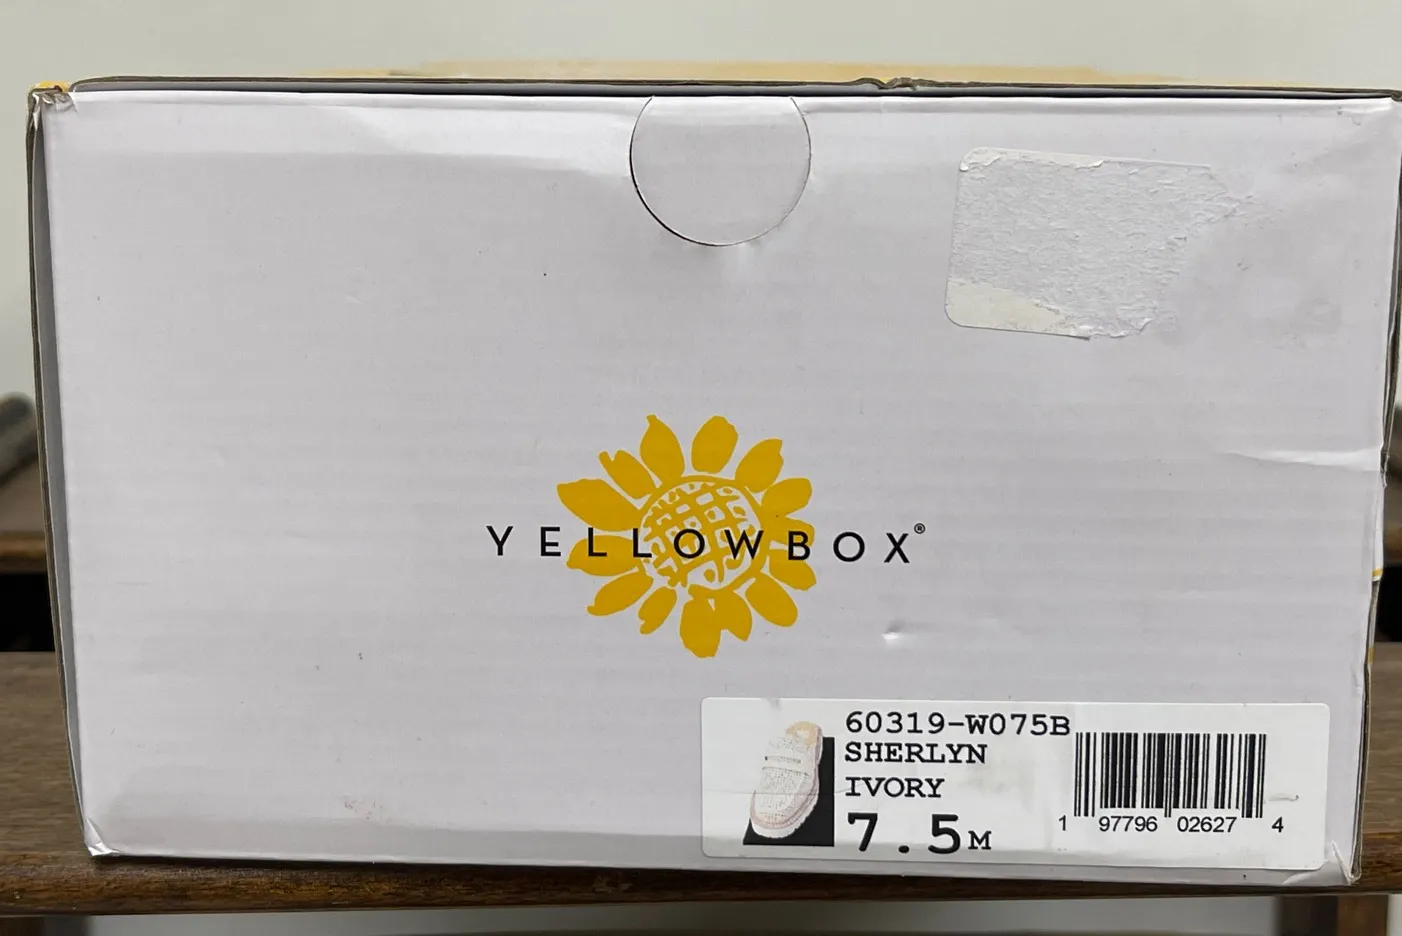 YELLOWBOX®
60319-W075B
SHERLYN
IVORY
7.5M
1 97796 02627 4